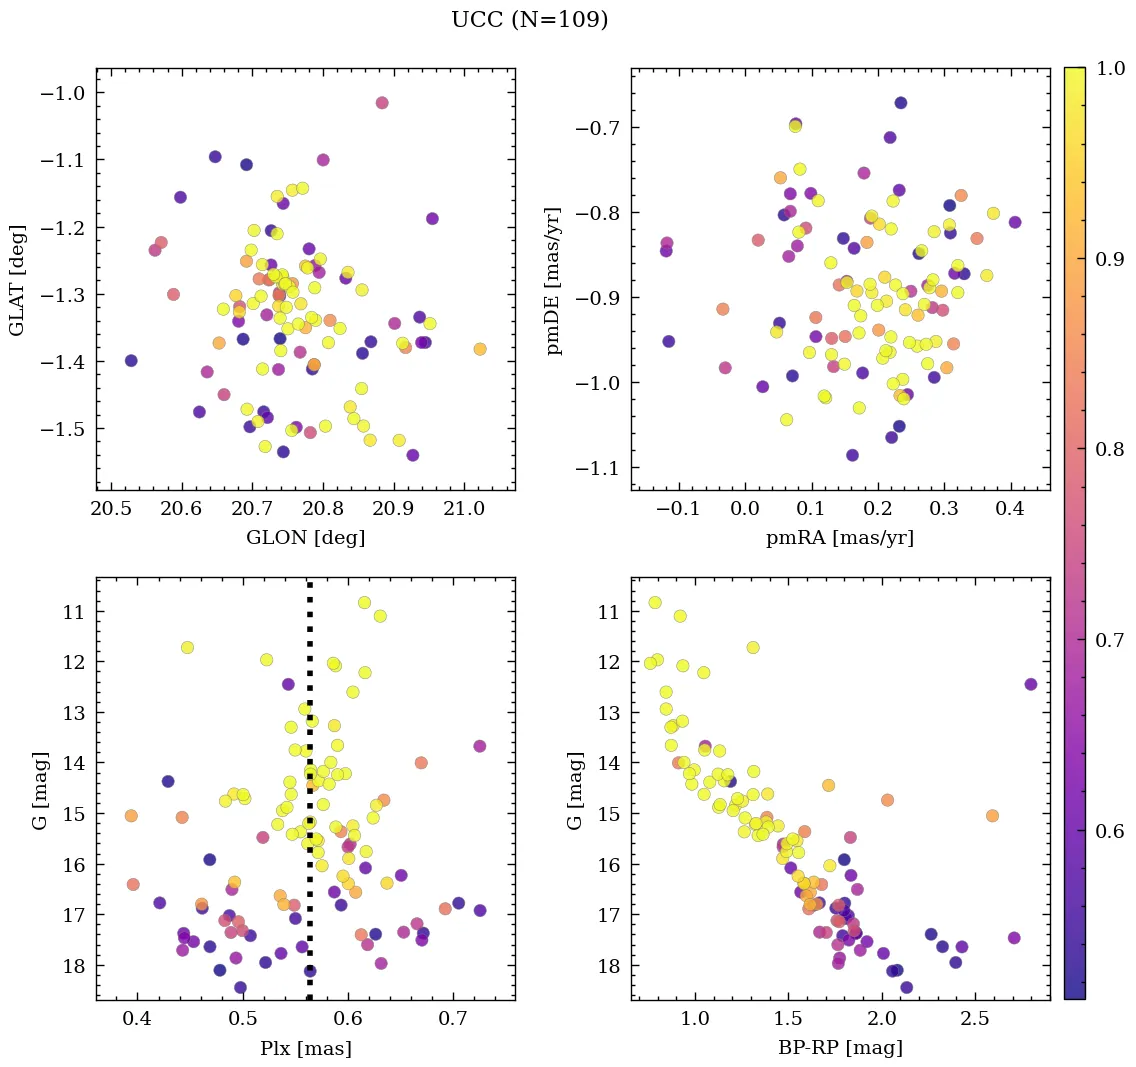 UCC (N=109)
−1.0
−1.1
−1.2
−1.3
−1.4
−1.5
GLAT [deg]
20.5 20.6 20.7 20.8 20.9 21.0
GLON [deg]
−0.7
−0.8
−0.9
−1.0
−1.1
pmDE [mas/yr]
−0.1 0.0 0.1 0.2 0.3 0.4
pmRA [mas/yr]
1.0
0.9
0.8
0.7
0.6
11
12
13
14
15
16
17
18
G [mag]
0.4 0.5 0.6 0.7
Plx [mas]
11
12
13
14
15
16
17
18
G [mag]
1.0 1.5 2.0 2.5
BP-RP [mag]